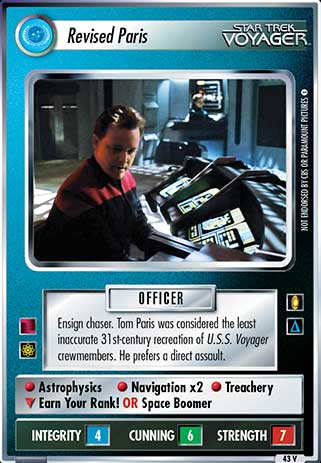 Revised Paris
STAR TREK
VOYAGER
NOT ENDORSED BY CBS OR PARAMOUNT PICTURES
OFFICER
Ensign chaser. Tom Paris was considered the least
inaccurate 31st-century recreation of U.S.S. Voyager
crewmembers. He prefers a direct assault.
Astrophysics Navigation x2 Treachery
Earn Your Rank! OR Space Boomer
INTEGRITY 4 CUNNING 6 STRENGTH 7
43 V